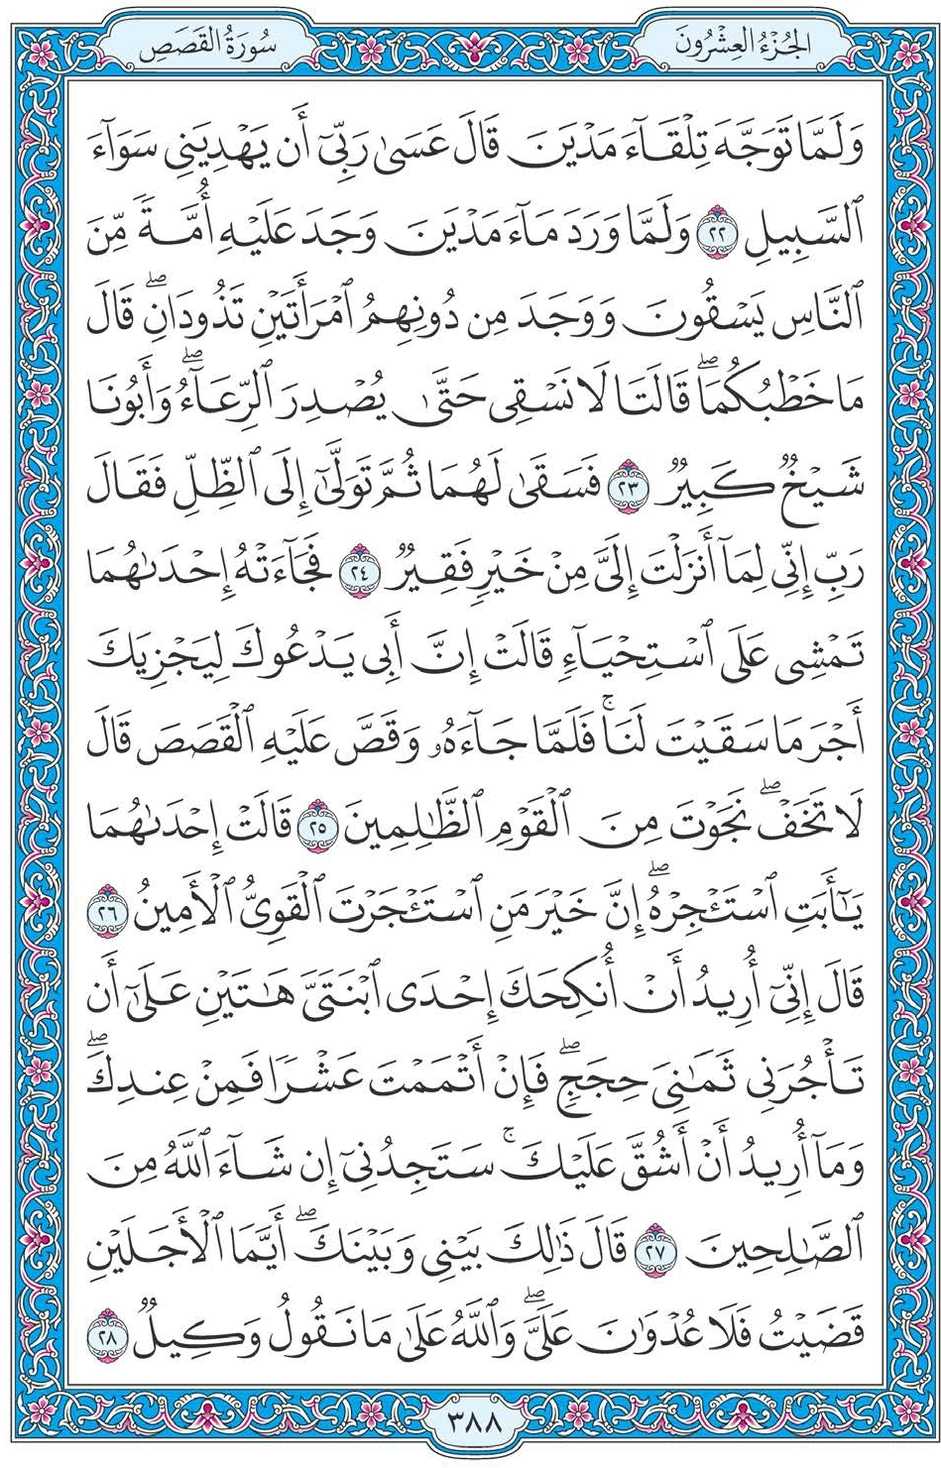 الجُزْءُ العِشْرُونَ
سُورَةُ القَصَصِ
وَلَمَّا تَوَجَّهَ تِلْقَآءَ مَدْيَنَ قَالَ عَسَىٰ رَبِّىٓ أَن يَهْدِيَنِى سَوَآءَ
ٱلسَّبِيلِ ٢٢ وَلَمَّا وَرَدَ مَآءَ مَدْيَنَ وَجَدَ عَلَيْهِ أُمَّةً مِّنَ
ٱلنَّاسِ يَسْقُونَ وَوَجَدَ مِن دُونِهِمُ ٱمْرَأَتَيْنِ تَذُودَانِۖ قَالَ
مَا خَطْبُكُمَاۖ قَالَتَا لَا نَسْقِى حَتَّىٰ يُصْدِرَ ٱلرِّعَآءُۖ وَأَبُونَا
شَيْخٌ كَبِيرٌ ٢٣ فَسَقَىٰ لَهُمَا ثُمَّ تَوَلَّىٰٓ إِلَى ٱلظِّلِّ فَقَالَ
رَبِّ إِنِّى لِمَآ أَنزَلْتَ إِلَىَّ مِنْ خَيْرٍ فَقِيرٌ ٢٤ فَجَآءَتْهُ إِحْدَىٰهُمَا
تَمْشِى عَلَى ٱسْتِحْيَآءٍ قَالَتْ إِنَّ أَبِى يَدْعُوكَ لِيَجْزِيَكَ
أَجْرَ مَا سَقَيْتَ لَنَاۚ فَلَمَّا جَآءَهُۥ وَقَصَّ عَلَيْهِ ٱلْقَصَصَ قَالَ
لَا تَخَفْۖ نَجَوْتَ مِنَ ٱلْقَوْمِ ٱلظَّٰلِمِينَ ٢٥ قَالَتْ إِحْدَىٰهُمَا
يَٰٓأَبَتِ ٱسْتَـْٔجِرْهُۖ إِنَّ خَيْرَ مَنِ ٱسْتَـْٔجَرْتَ ٱلْقَوِىُّ ٱلْأَمِينُ ٢٦
قَالَ إِنِّىٓ أُرِيدُ أَنْ أُنكِحَكَ إِحْدَى ٱبْنَتَىَّ هَٰتَيْنِ عَلَىٰٓ أَن
تَأْجُرَنِى ثَمَٰنِىَ حِجَجٍۖ فَإِنْ أَتْمَمْتَ عَشْرًا فَمِنْ عِندِكَۖ
وَمَآ أُرِيدُ أَنْ أَشُقَّ عَلَيْكَۚ سَتَجِدُنِىٓ إِن شَآءَ ٱللَّهُ مِنَ
ٱلصَّٰلِحِينَ ٢٧ قَالَ ذَٰلِكَ بَيْنِى وَبَيْنَكَۖ أَيَّمَا ٱلْأَجَلَيْنِ
قَضَيْتُ فَلَا عُدْوَٰنَ عَلَىَّۖ وَٱللَّهُ عَلَىٰ مَا نَقُولُ وَكِيلٌ ٢٨
٣٨٨